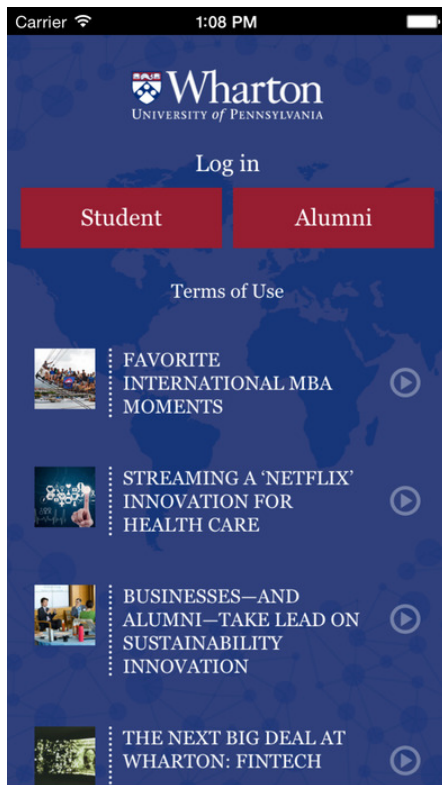 Carrier 1:08 PM
Wharton
UNIVERSITY of PENNSYLVANIA
Log in
Student Alumni
Terms of Use
FAVORITE
INTERNATIONAL MBA
MOMENTS
STREAMING A ‘NETFLIX’
INNOVATION FOR
HEALTH CARE
BUSINESSES—AND
ALUMNI—TAKE LEAD ON
SUSTAINABILITY
INNOVATION
THE NEXT BIG DEAL AT
WHARTON: FINTECH